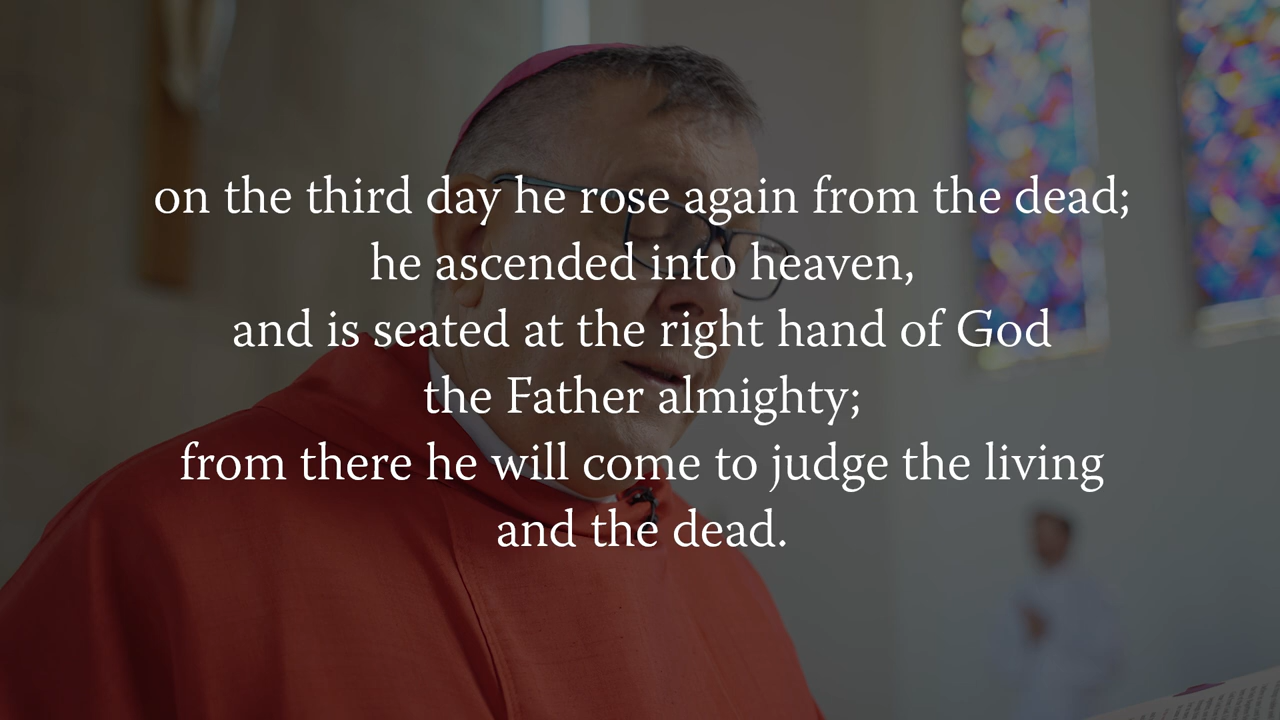 on the third day he rose again from the dead;
he ascended into heaven,
and is seated at the right hand of God
the Father almighty;
from there he will come to judge the living
and the dead.